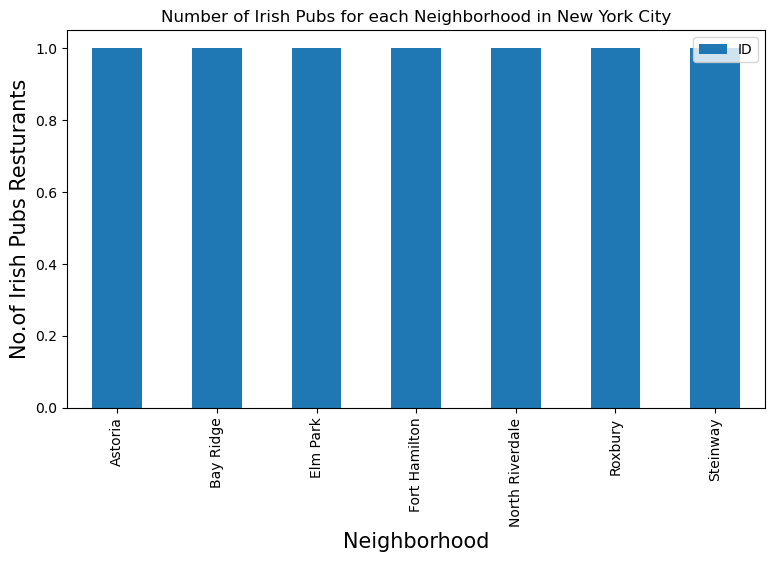 Number of Irish Pubs for each Neighborhood in New York City
ID
No.of Irish Pubs Resturants
1.0
0.8
0.6
0.4
0.2
0.0
Astoria
Bay Ridge
Elm Park
Fort Hamilton
North Riverdale
Roxbury
Steinway
Neighborhood